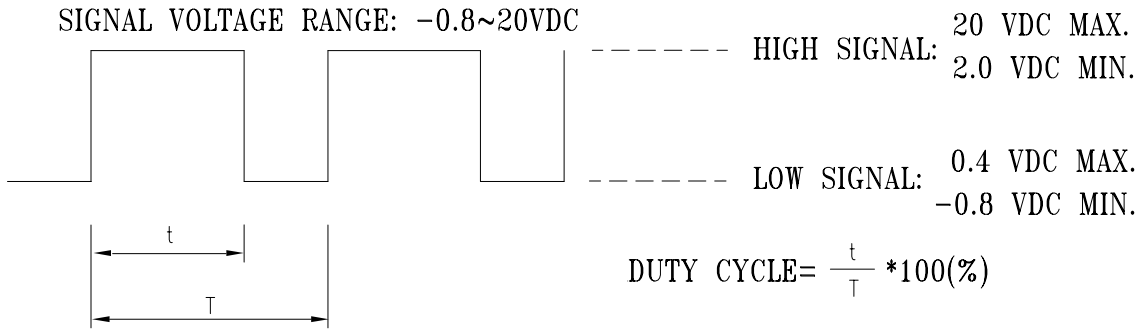 SIGNAL VOLTAGE RANGE: -0.8~20VDC
HIGH SIGNAL: 20 VDC MAX.
2.0 VDC MIN.
LOW SIGNAL: 0.4 VDC MAX.
-0.8 VDC MIN.
t
T
DUTY CYCLE= t/T *100(%)